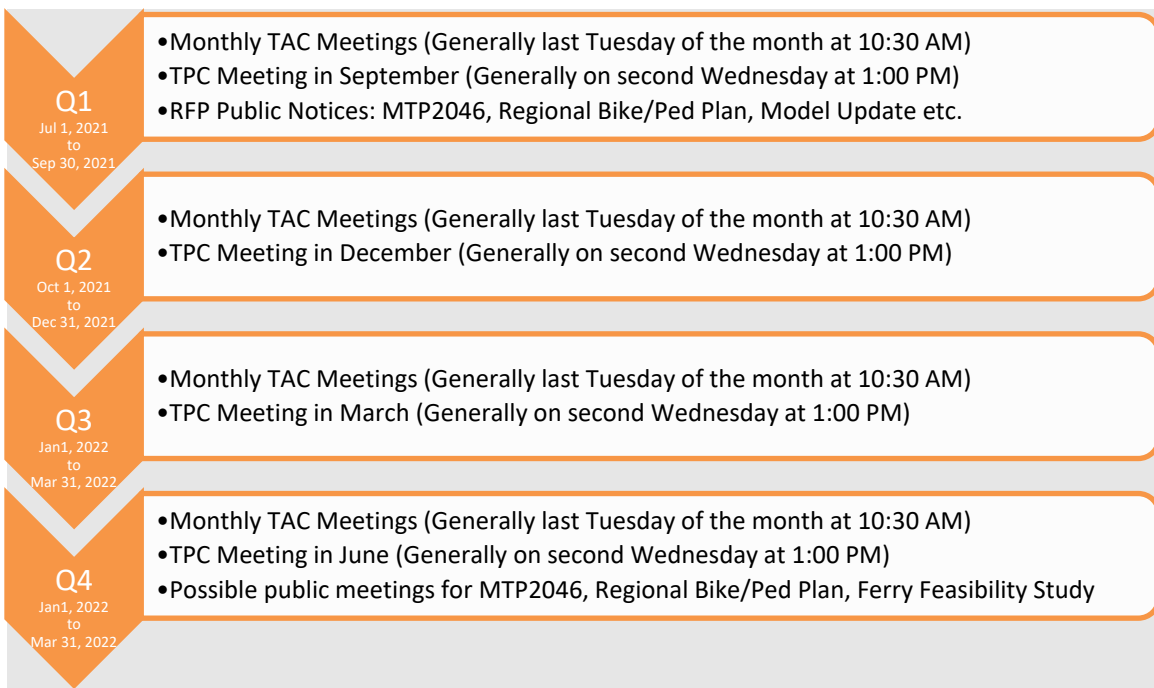 Q1
Jul 1, 2021
to
Sep 30, 2021
•Monthly TAC Meetings (Generally last Tuesday of the month at 10:30 AM)
•TPC Meeting in September (Generally on second Wednesday at 1:00 PM)
•RFP Public Notices: MTP2046, Regional Bike/Ped Plan, Model Update etc.
Q2
Oct 1, 2021
to
Dec 31, 2021
•Monthly TAC Meetings (Generally last Tuesday of the month at 10:30 AM)
•TPC Meeting in December (Generally on second Wednesday at 1:00 PM)
Q3
Jan1, 2022
to
Mar 31, 2022
•Monthly TAC Meetings (Generally last Tuesday of the month at 10:30 AM)
•TPC Meeting in March (Generally on second Wednesday at 1:00 PM)
Q4
Jan1, 2022
to
Mar 31, 2022
•Monthly TAC Meetings (Generally last Tuesday of the month at 10:30 AM)
•TPC Meeting in June (Generally on second Wednesday at 1:00 PM)
•Possible public meetings for MTP2046, Regional Bike/Ped Plan, Ferry Feasibility Study